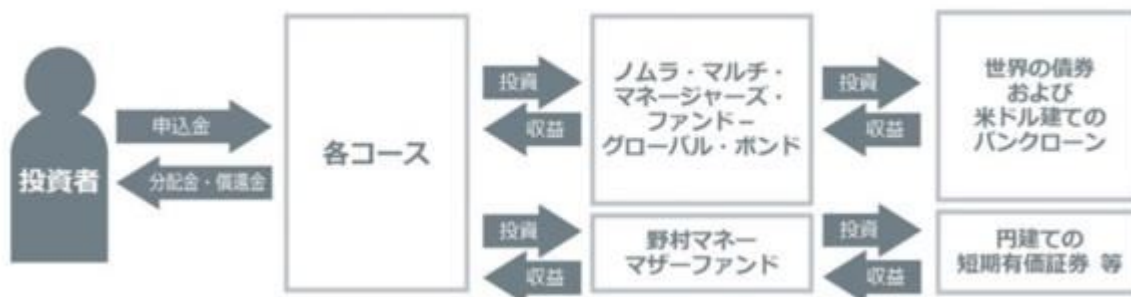 投資者
申込金
分配金・償還金
各コース
投資
収益
ノムラ・マルチ・
マネージャーズ・
ファンド－
グローバル・ボンド
投資
収益
世界の債券
および
米ドル建ての
バンクローン
投資
収益
野村マネー
マザーファンド
投資
収益
円建ての
短期有価証券 等